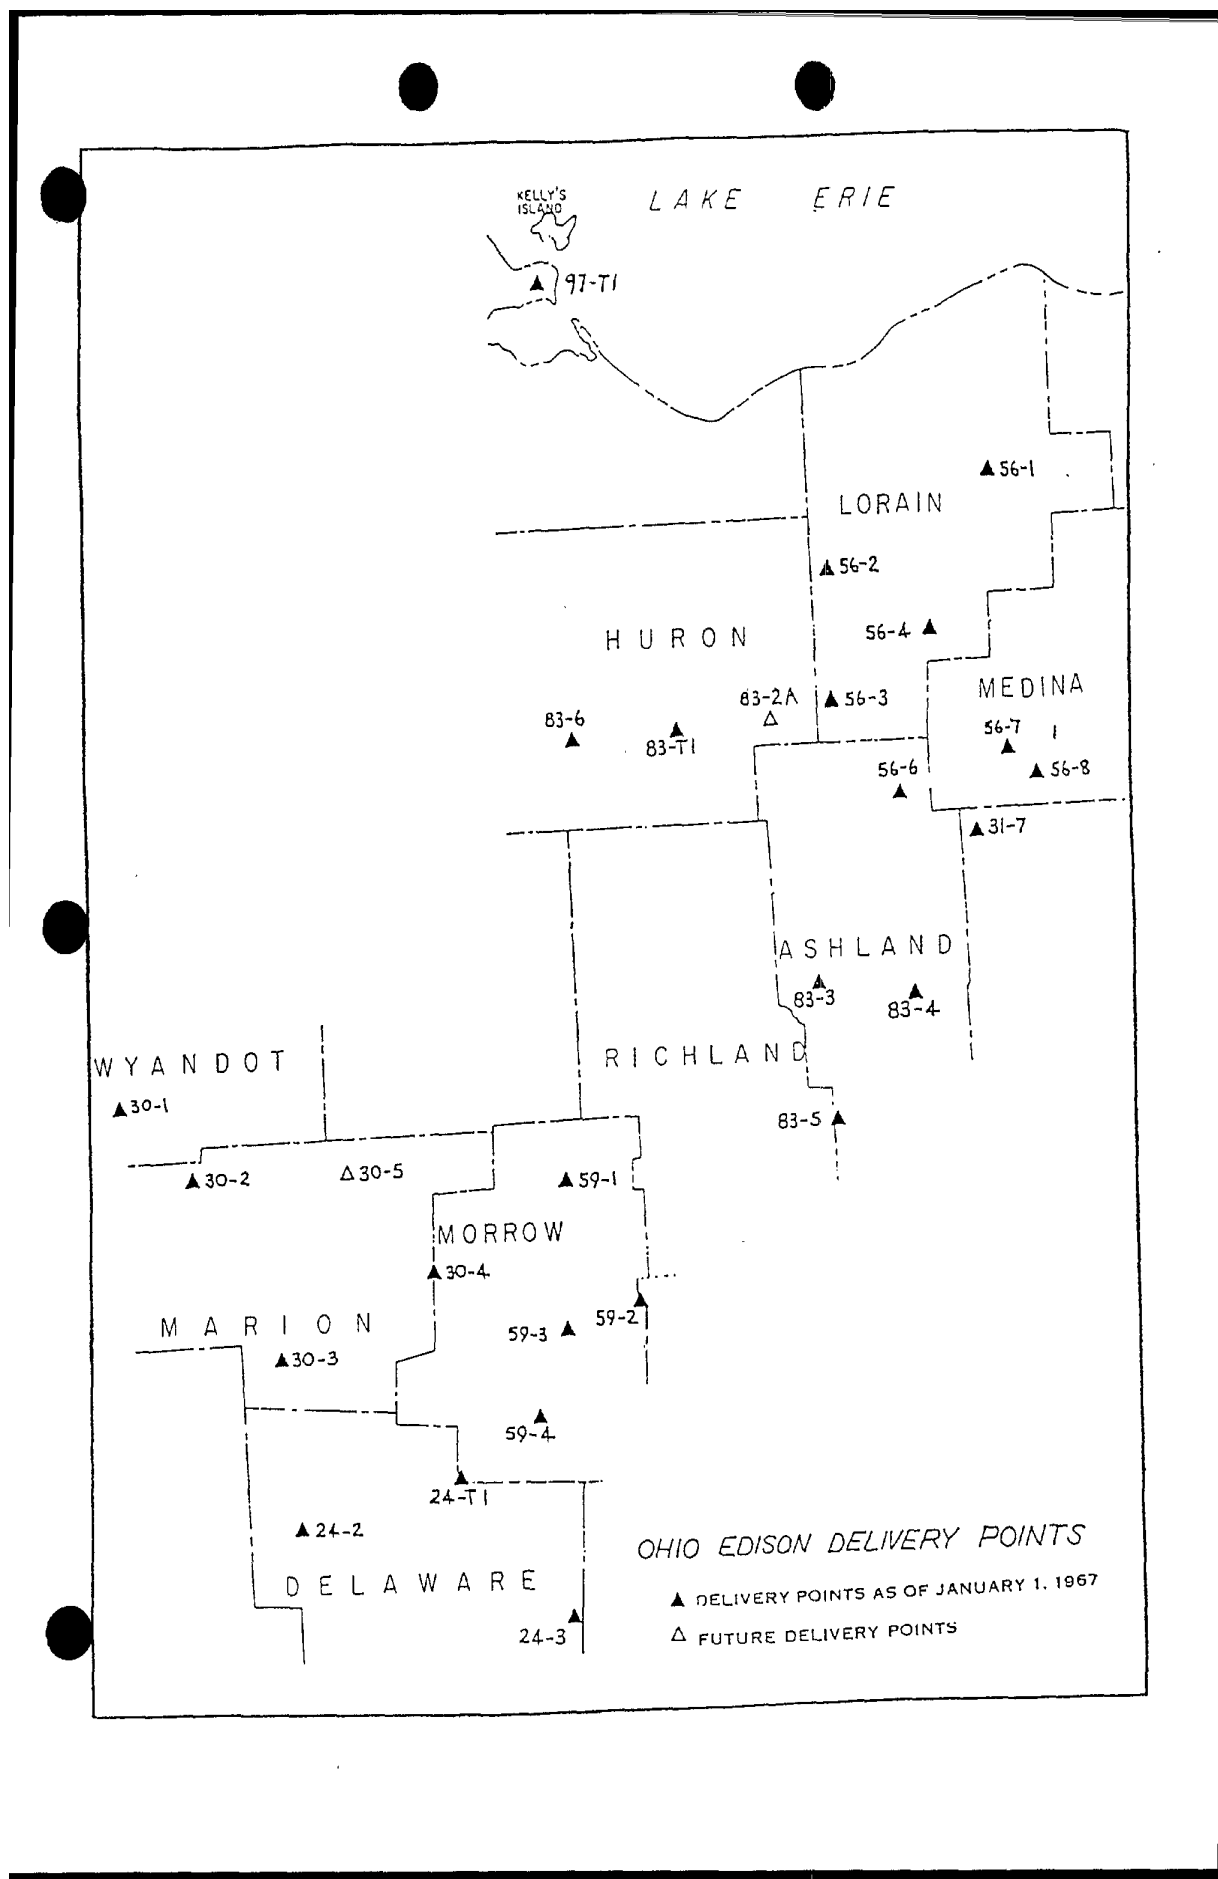 KELLY'S
ISLAND
LAKE ERIE
97-T1
56-1
LORAIN
56-2
56-4
HURON
MEDINA
83-2A
56-3
83-6
83-T1
56-7
56-6
56-8
31-7
ASHLAND
83-3
83-4
RICHLAND
WYANDOT
30-1
83-5
30-2
30-5
59-1
MORROW
30-4
59-2
MARION
59-3
30-3
59-4
24-T1
24-2
OHIO EDISON DELIVERY POINTS
DELAWARE
DELIVERY POINTS AS OF JANUARY 1, 1967
24-3
FUTURE DELIVERY POINTS